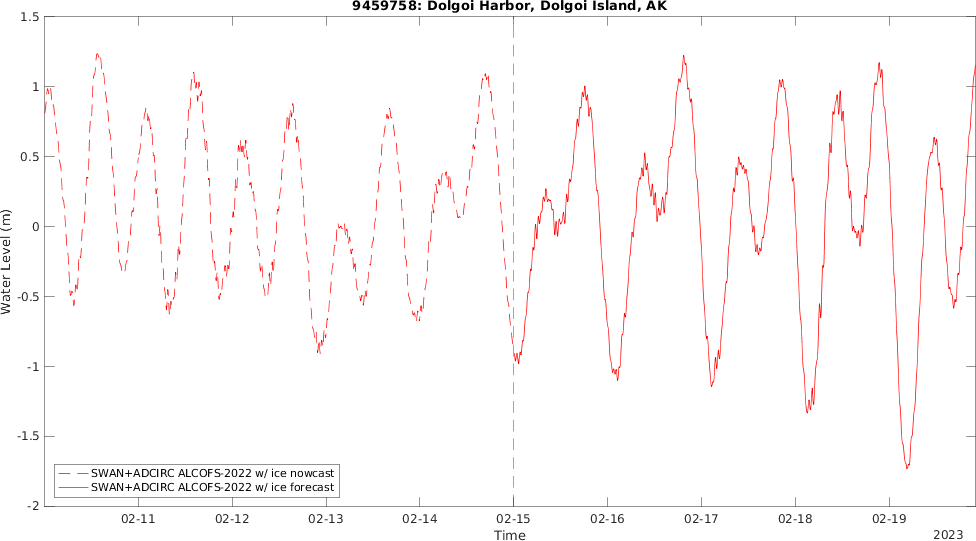 9459758: Dolgoi Harbor, Dolgoi Island, AK
1.5
1
0.5
0
-0.5
-1
-1.5
-2
Water Level (m)
SWAN+ADCIRC ALCOFS-2022 w/ ice nowcast
SWAN+ADCIRC ALCOFS-2022 w/ ice forecast
02-11 02-12 02-13 02-14 02-15 02-16 02-17 02-18 02-19
Time
2023